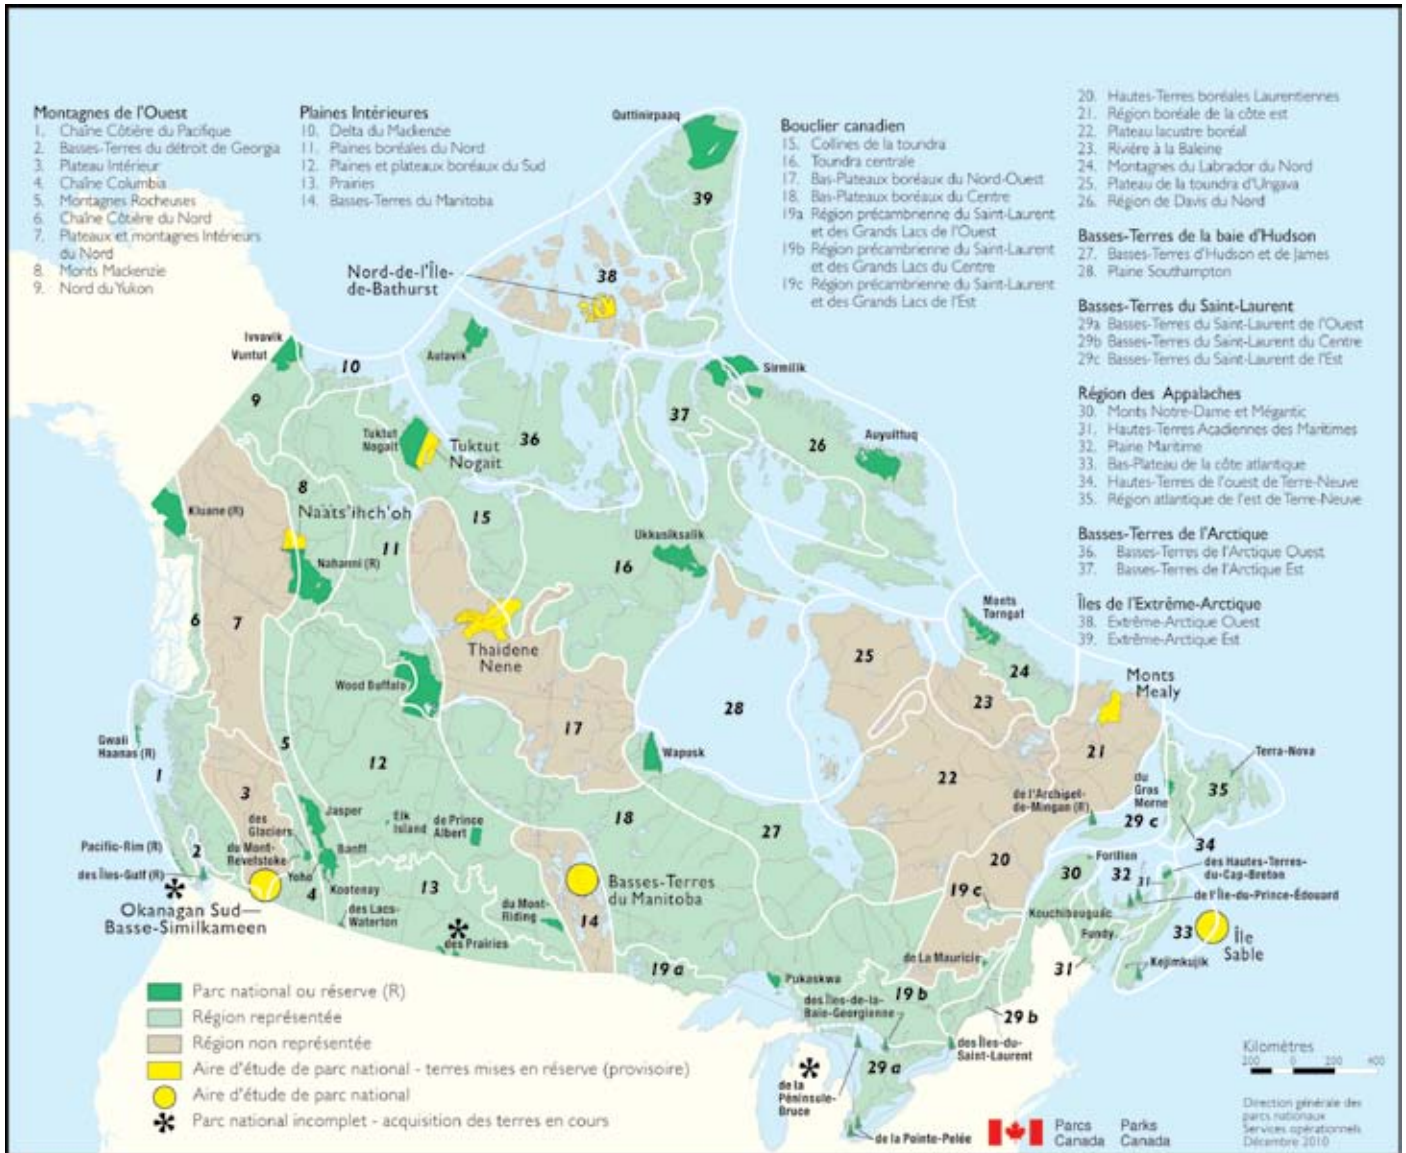 Montagnes de l'Ouest
1. Chaîne Côtière du Pacifique
2. Basses-Terres du détroit de Georgia
3. Plateau Intérieur
4. Chaîne Columbia
5. Montagnes Rocheuses
6. Chaîne Côtière du Nord
7. Plateaux et montagnes Intérieurs
du Nord
8. Monts Mackenzie
9. Nord du Yukon
Plaines Intérieures
10. Delta du Mackenzie
11. Plaines boréales du Nord
12. Plaines et plateaux boréaux du Sud
13. Prairies
14. Basses-Terres du Manitoba
Bouclier canadien
15. Collines de la toundra
16. Toundra centrale
17. Bas-Plateaux boréaux du Nord-Ouest
18. Bas-Plateaux boréaux du Centre
19a Région précambrienne du Saint-Laurent
et des Grands Lacs de l'Ouest
19b Région précambrienne du Saint-Laurent
et des Grands Lacs du Centre
19c Région précambrienne du Saint-Laurent
et des Grands Lacs de l'Est
20. Hautes-Terres boréales Laurentiennes
21. Région boréale de la côte est
22. Plateau lacustre boréal
23. Rivière à la Baleine
24. Montagnes du Labrador du Nord
25. Plateau de la toundra d'Ungava
26. Région de Davis du Nord
Basses-Terres de la baie d'Hudson
27. Basses-Terres d'Hudson et de James
28. Plaine Southampton
Basses-Terres du Saint-Laurent
29a Basses-Terres du Saint-Laurent de l'Ouest
29b Basses-Terres du Saint-Laurent du Centre
29c Basses-Terres du Saint-Laurent de l'Est
Région des Appalaches
30. Monts Notre-Dame et Mégantic
31. Hautes-Terres Acadiennes des Maritimes
32. Plaine Maritime
33. Bas-Plateau de la côte atlantique
34. Hautes-Terres de l'ouest de Terre-Neuve
35. Région atlantique de l'est de Terre-Neuve
Basses-Terres de l'Arctique
36. Basses-Terres de l'Arctique Ouest
37. Basses-Terres de l'Arctique Est
Îles de l'Extrême-Arctique
38. Extrême-Arctique Ouest
39. Extrême-Arctique Est
Quttinirpaaq
39
Nord-de-l'Île-
de-Bathurst
38
Ivvavik
Vuntut
10
Aulavik
Sirmilik
9
37
Tuktut
Nogait
Tuktut
Nogait
36
26
Auyuittuq
8
Naats'ihch'oh
Kluane (R)
15
11
Ukkusiksalik
16
Nahanni (R)
6
7
Thaidene
Nene
Monts
Torngat
25
24
23
Monts
Mealy
Wood Buffalo
17
28
21
Gwaii
Haanas (R)
1
5
12
Wapusk
22
Terra-Nova
35
du
Gros
Morne
de l'Archipel-
de-Mingan (R)
29 c
34
3
Jasper
des
Glaciers
Elk
Island
de Prince
Albert
18
27
Pacific-Rim (R)
2
du Mont-
Revelstoke
Banff
20
Forillon
30
32
31
des Hautes-Terres-
du-Cap-Breton
des Îles-Gulf (R)
Yoho
4
Kootenay
13
Basses-Terres
du Manitoba
19 c
de l'Île-du-Prince-Édouard
Okanagan Sud—
Basse-Similkameen
des Lacs-
Waterton
du Mont-
Riding
14
Kouchibouguac
Fundy
33
Île
Sable
des Prairies
19 a
de La Mauricie
31
Kejimkujik
Pukaskwa
19 b
des Îles-de-la-
Baie-Georgienne
29 b
des Îles-du-
Saint-Laurent
29 a
de la
Péninsule-
Bruce
de la Pointe-Pelée
Parc national ou réserve (R)
Région représentée
Région non représentée
Aire d'étude de parc national - terres mises en réserve (provisoire)
Aire d'étude de parc national
Parc national incomplet - acquisition des terres en cours
Kilomètres
200 0 200 400
Parcs Parks
Canada Canada
Direction générale des
parcs nationaux
Services opérationnels
Décembre 2010